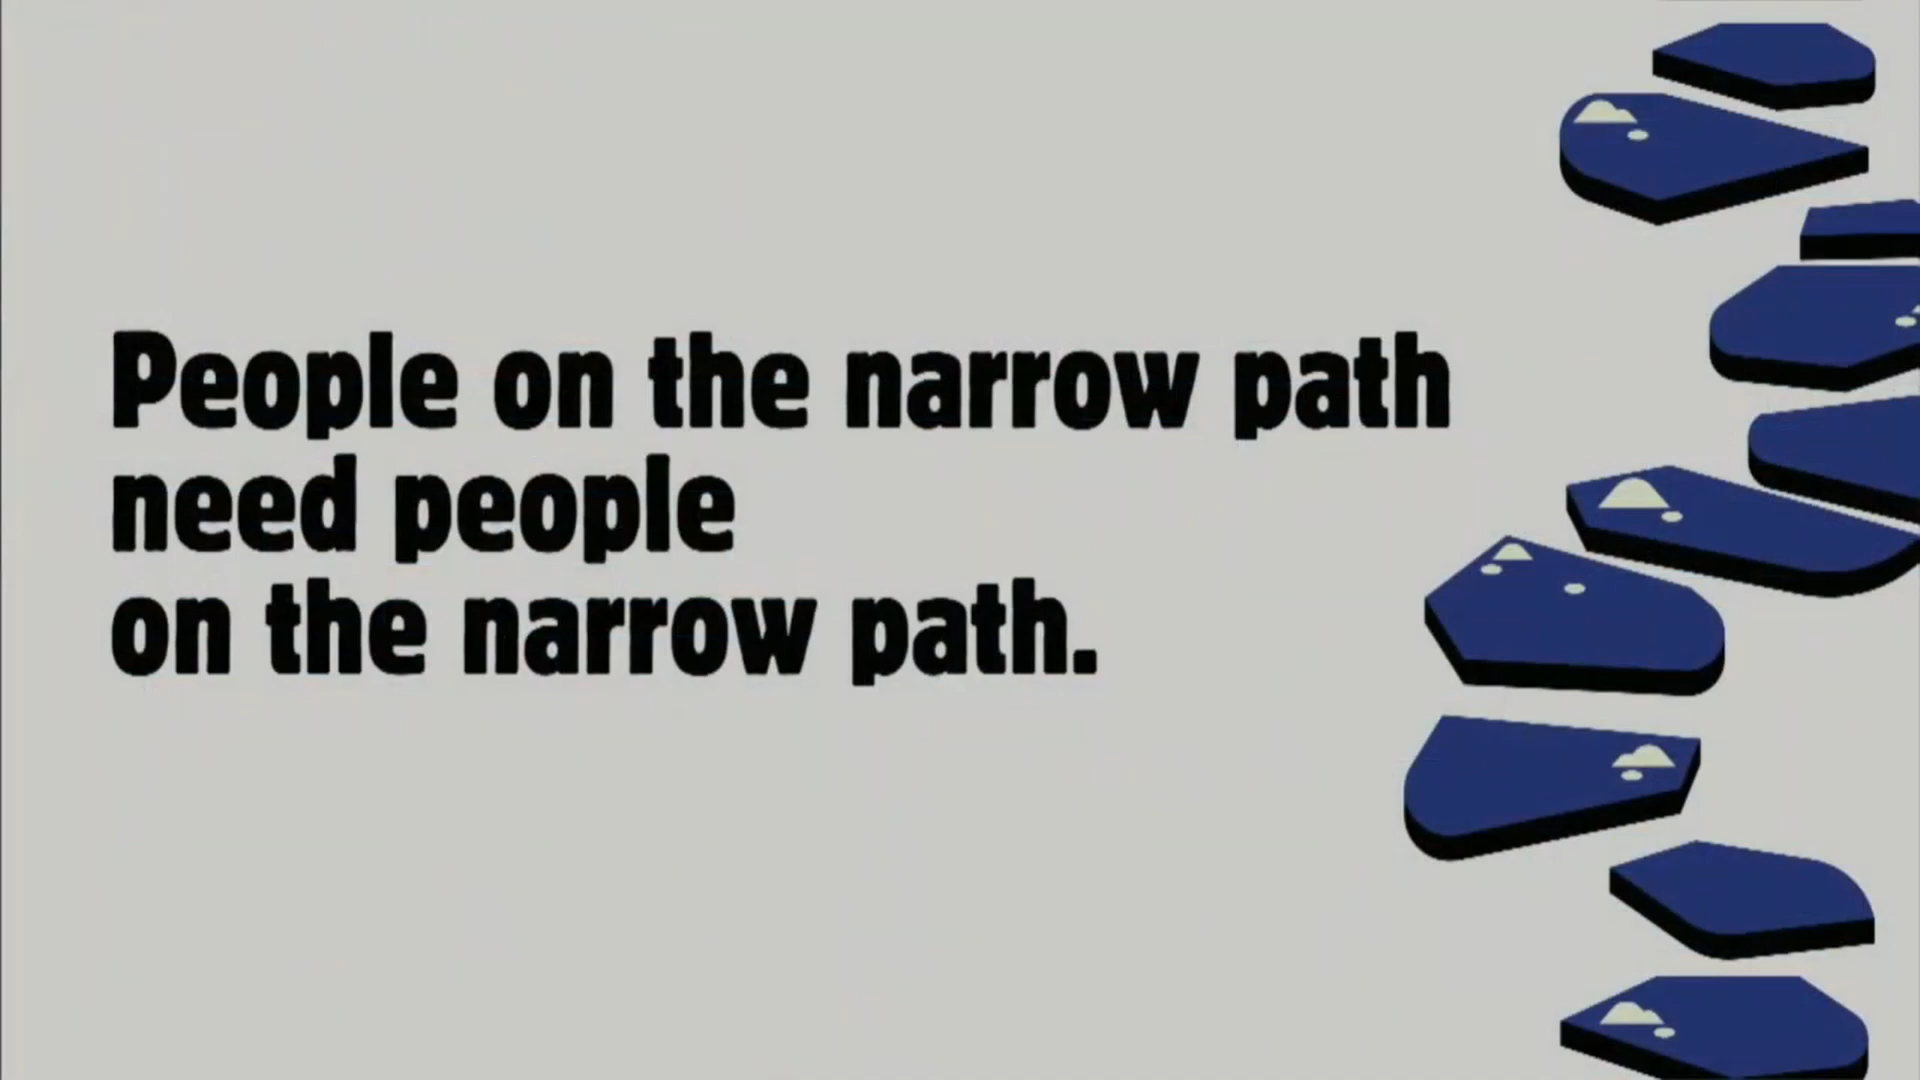 People on the narrow path
need people
on the narrow path.